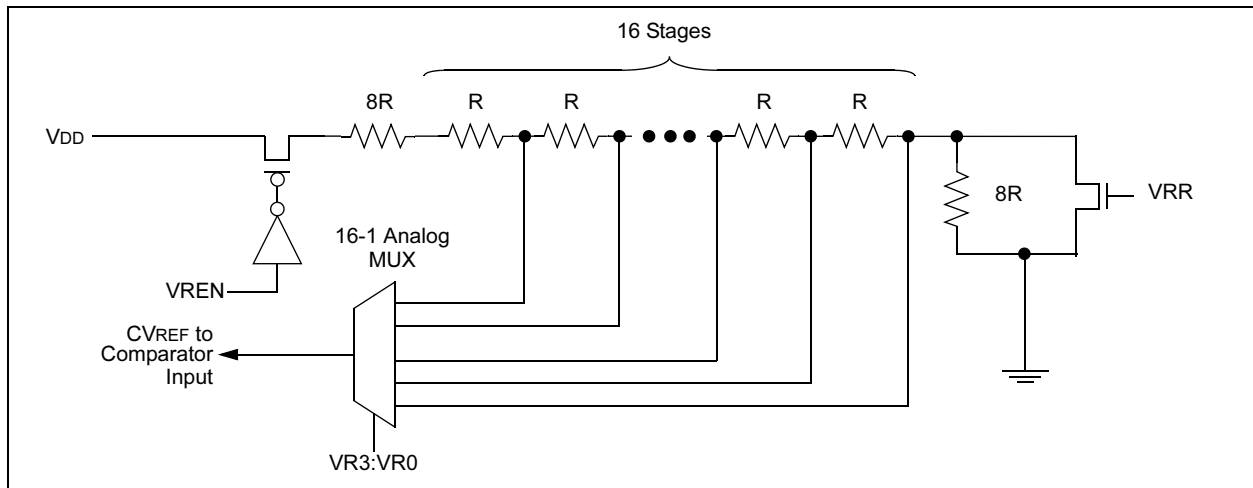 16 Stages
8R R R R R
VDD
8R
VRR
16-1 Analog
MUX
VREN
CVREF to
Comparator
Input
VR3:VR0